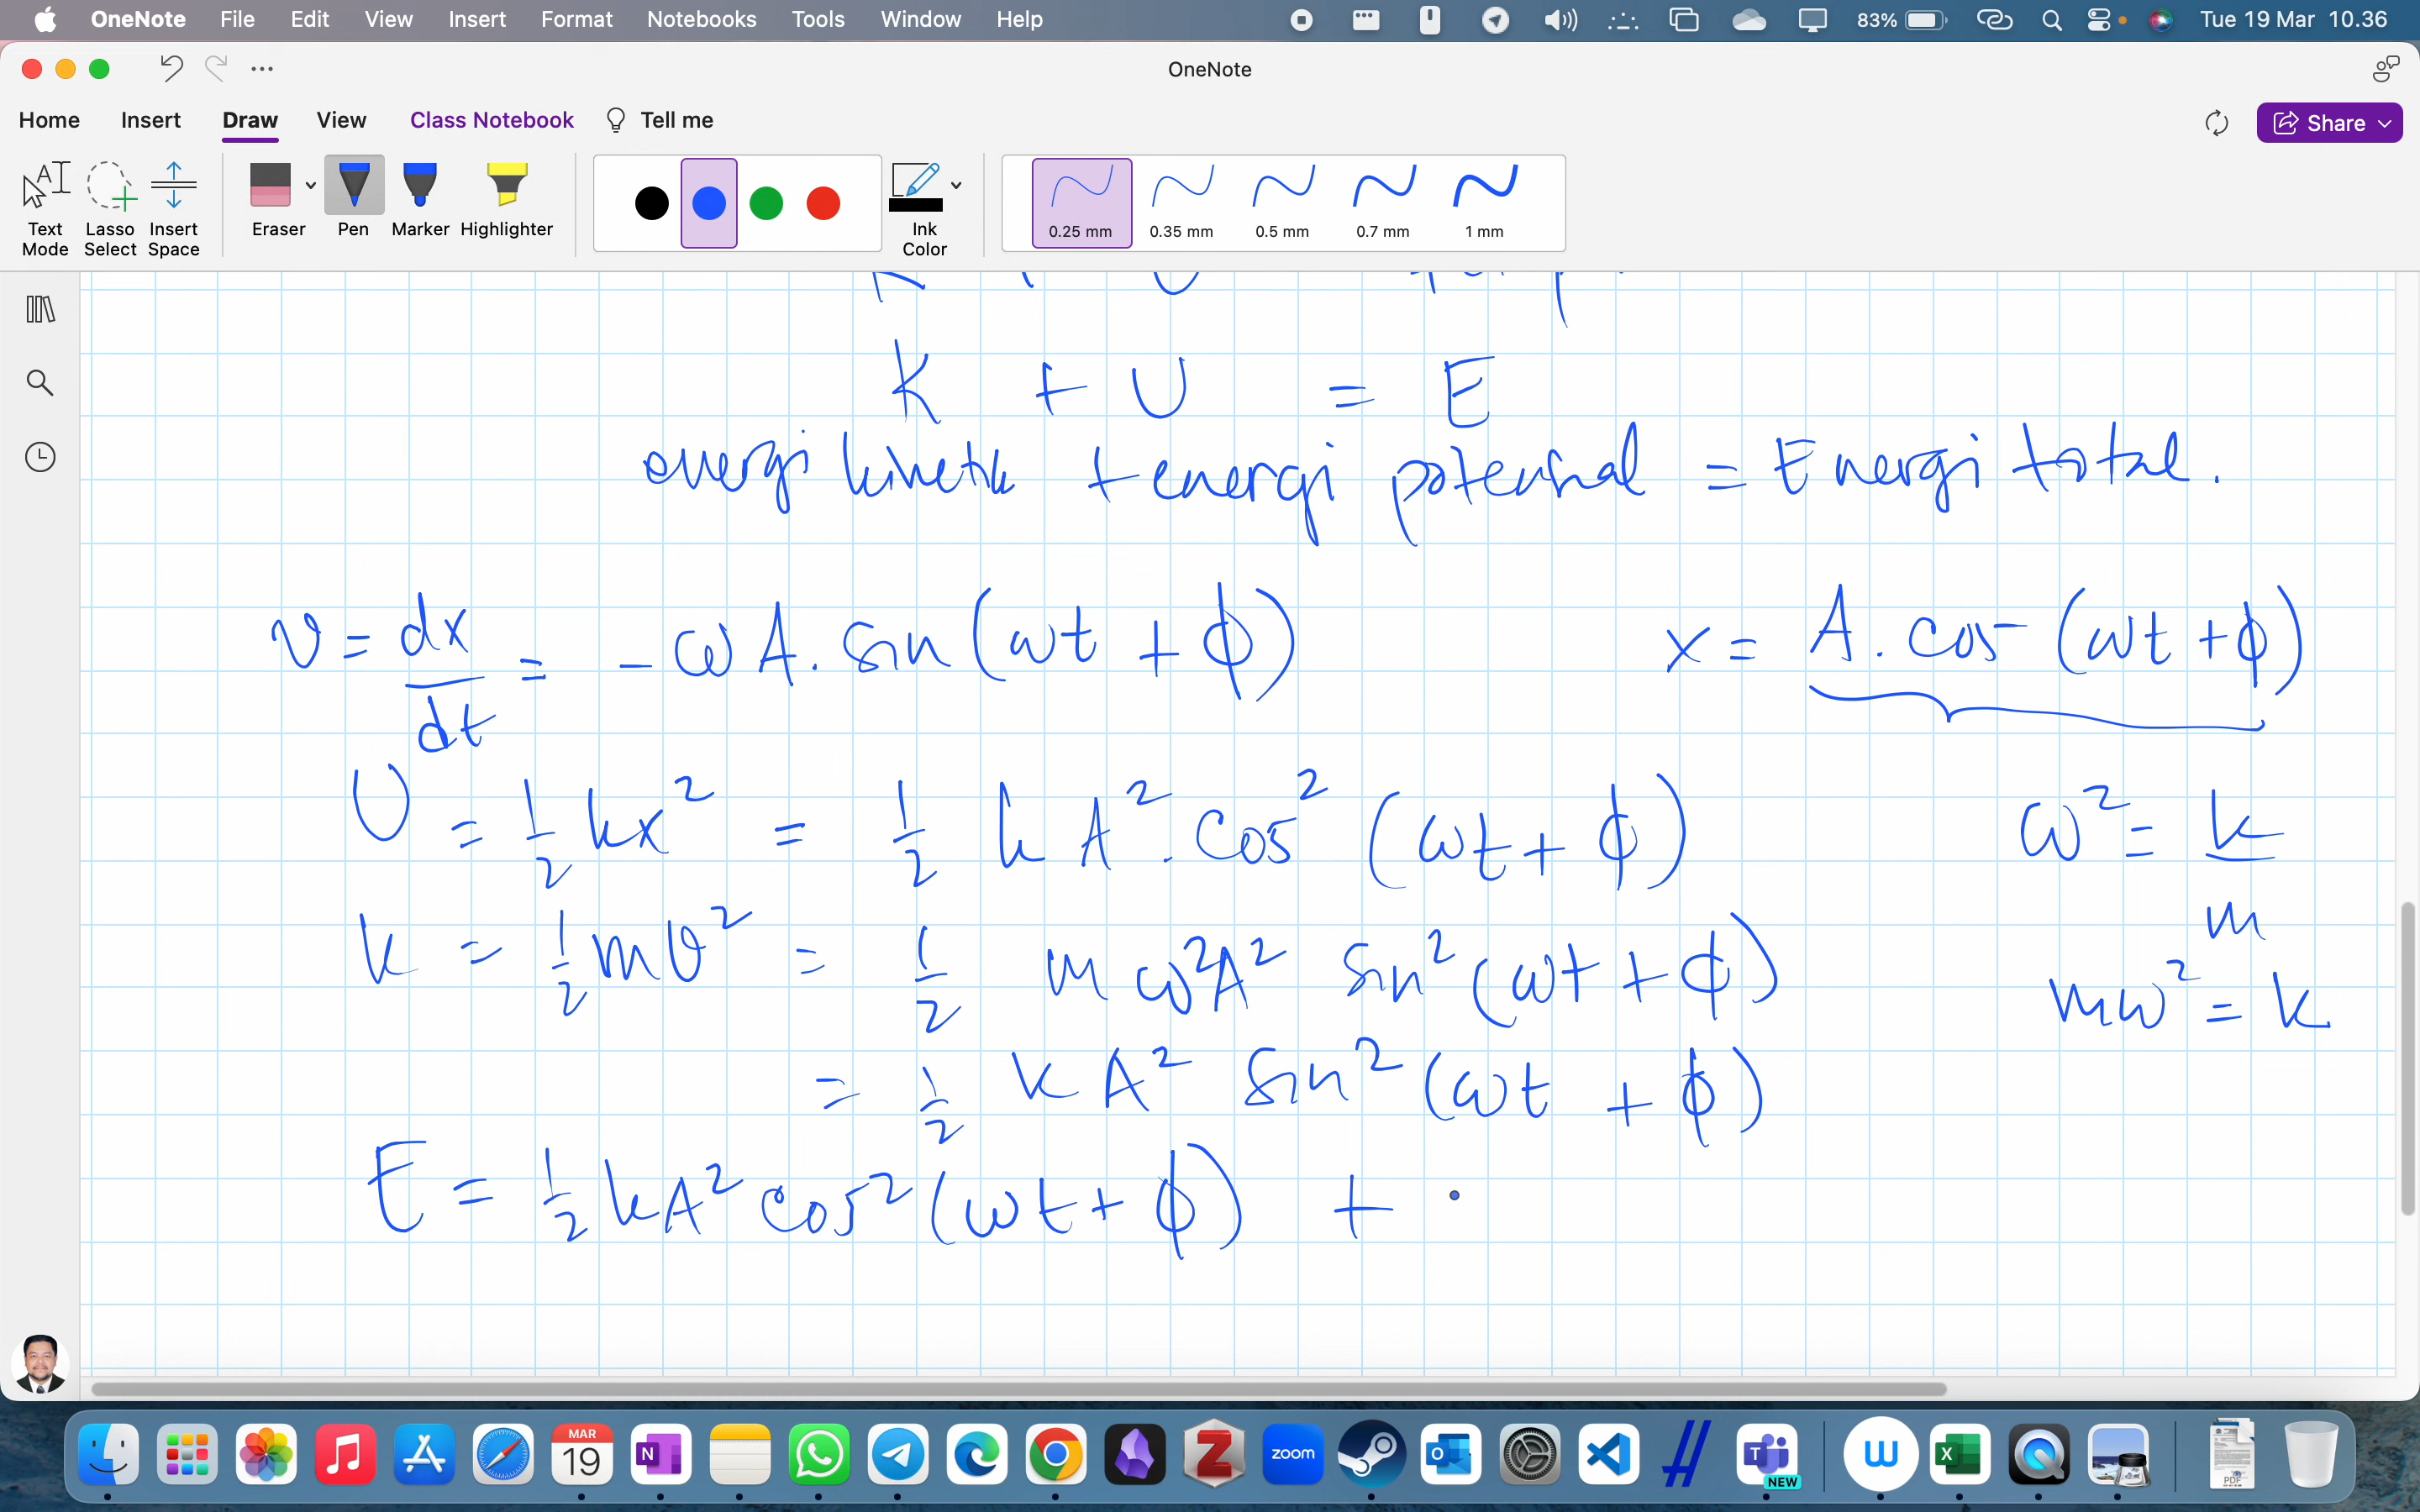 OneNote File Edit View Insert Format Notebooks Tools Window Help 83% Tue 19 Mar 10.36
OneNote
Home Insert Draw View Class Notebook Tell me Share
Text Mode Lasso Select Insert Space Eraser Pen Marker Highlighter Ink Color 0.25 mm 0.35 mm 0.5 mm 0.7 mm 1 mm
K + U = E
energi kinetik + energi potensial = Energi total.
v = dx/dt = -ωA. sin(ωt + ϕ) x = A. cos (ωt + ϕ)
U = 1/2 kx² = 1/2 k A². cos² (ωt + ϕ) ω² = k/m
k = 1/2 mv² = 1/2 m ω²A² sin² (ωt + ϕ) mω² = k
= 1/2 k A² sin² (ωt + ϕ)
E = 1/2 kA² cos² (ωt + ϕ) +
MAR 19 N zoom Z O T NEW W X PDF